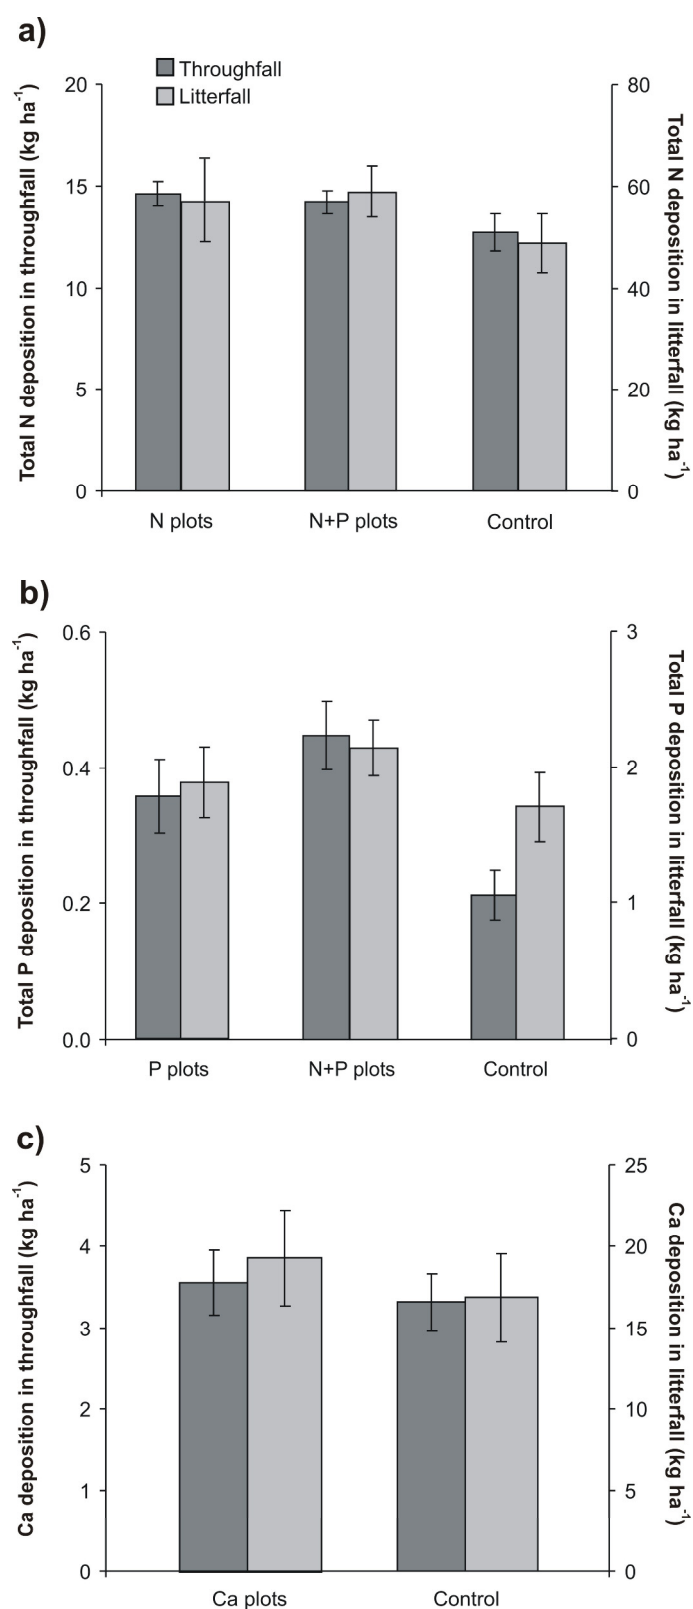 a)
Throughfall
Litterfall
Total N deposition in throughfall (kg ha⁻¹)
20
15
10
5
0
80
60
40
20
0
Total N deposition in litterfall (kg ha⁻¹)
N plots
N+P plots
Control
b)
Total P deposition in throughfall (kg ha⁻¹)
0.6
0.4
0.2
0.0
3
2
1
0
Total P deposition in litterfall (kg ha⁻¹)
P plots
N+P plots
Control
c)
Ca deposition in throughfall (kg ha⁻¹)
5
4
3
2
1
0
25
20
15
10
5
0
Ca deposition in litterfall (kg ha⁻¹)
Ca plots
Control